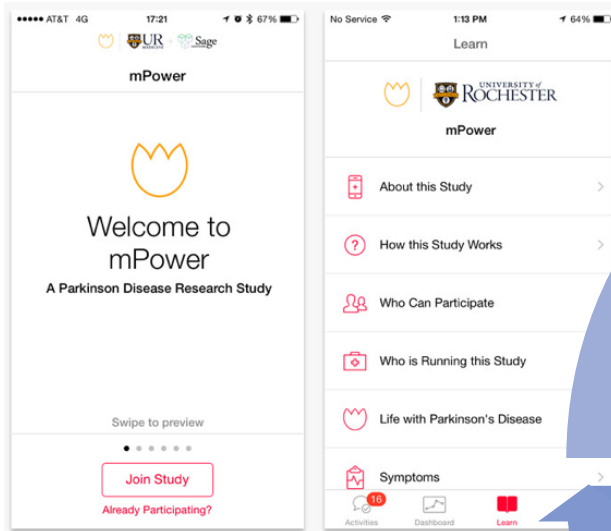 AT&T 4G 17:21 67%
UR Sage
mPower
Welcome to
mPower
A Parkinson Disease Research Study
Swipe to preview
Join Study
Already Participating?
No Service 1:13 PM 64%
Learn
UNIVERSITY of
ROCHESTER
mPower
About this Study
How this Study Works
Who Can Participate
Who is Running this Study
Life with Parkinson's Disease
Symptoms
16
Activities Dashboard Learn